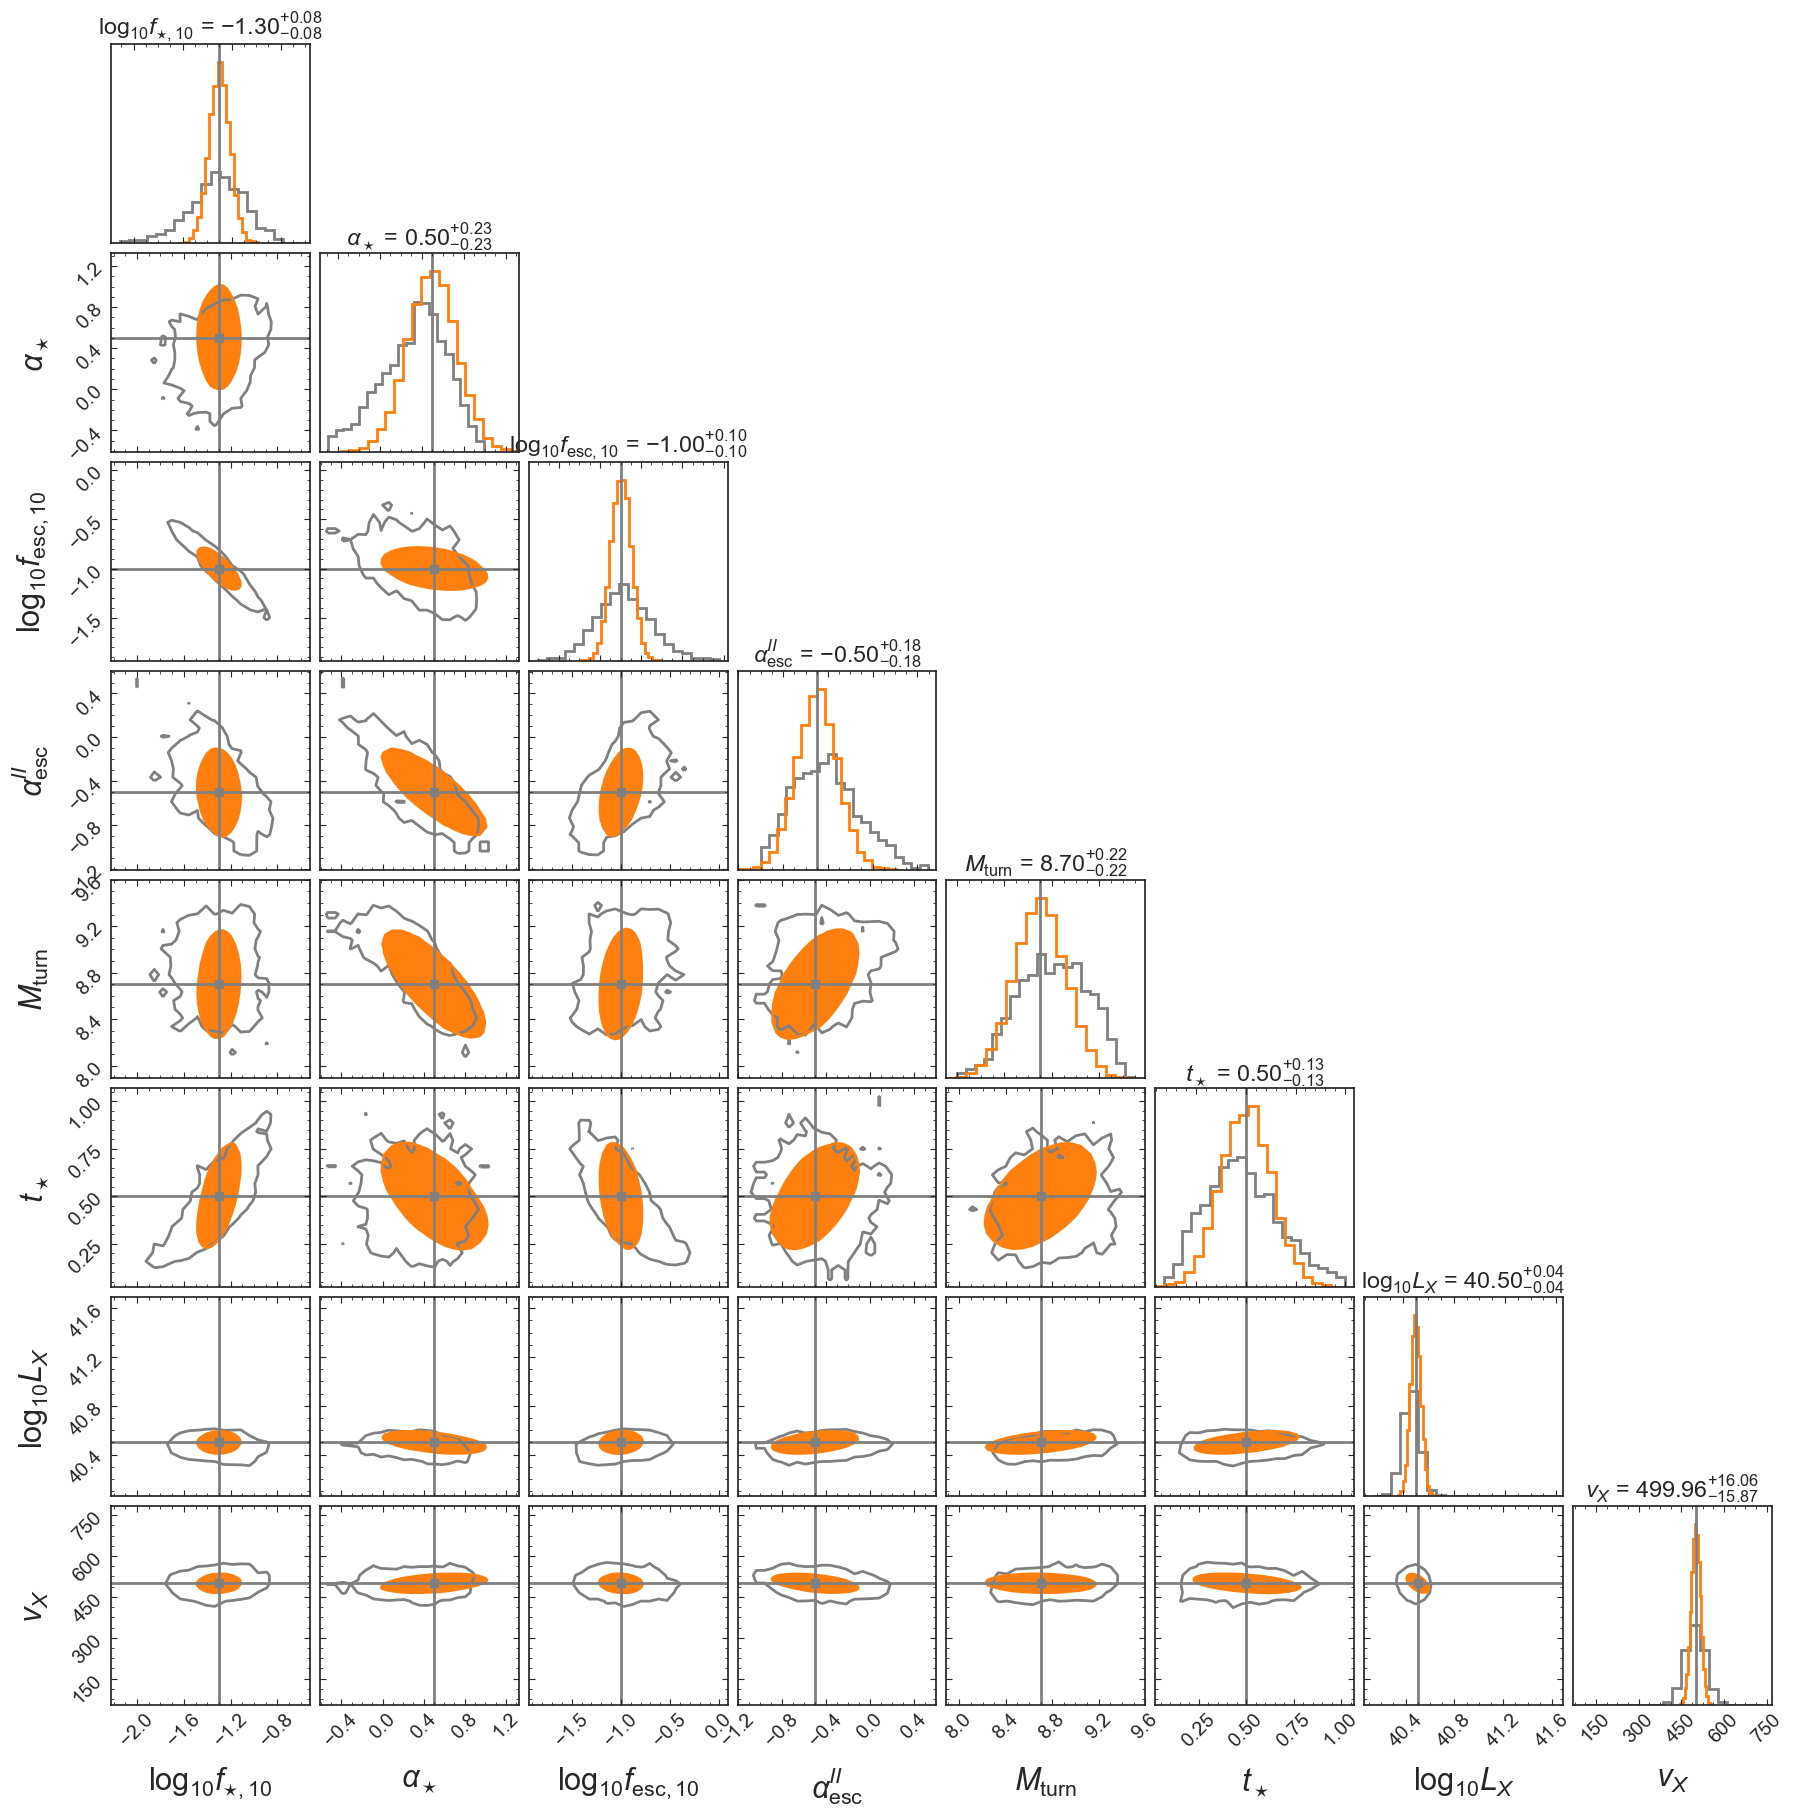 log₁₀f⋆, 10 = −1.30 +0.08 −0.08
α⋆ = 0.50 +0.23 −0.23
1.2
0.8
0.4
0.0
−0.4
α⋆
log₁₀fesc, 10 = −1.00 +0.10 −0.10
0.0
−0.5
−1.0
−1.5
log₁₀fesc, 10
αᴵᴵesc = −0.50 +0.18 −0.18
0.4
0.0
−0.4
−0.8
αᴵᴵesc
Mturn = 8.70 +0.22 −0.22
9.2
8.8
8.4
8.0
Mturn
t⋆ = 0.50 +0.13 −0.13
1.00
0.75
0.50
0.25
t⋆
log₁₀LX = 40.50 +0.04 −0.04
41.6
41.2
40.8
40.4
log₁₀LX
vX = 499.96 +16.06 −15.87
750
600
450
300
150
vX
−2.0 −1.6 −1.2 −0.8
−0.4 0.0 0.4 0.8 1.2
−1.5 −1.0 −0.5 0.0
−1.2 −0.8 −0.4 0.0 0.4
8.0 8.4 8.8 9.2 9.6
0.25 0.50 0.75 1.00
40.4 40.8 41.2 41.6
150 300 450 600 750
log₁₀f⋆, 10 α⋆ log₁₀fesc, 10 αᴵᴵesc Mturn t⋆ log₁₀LX vX